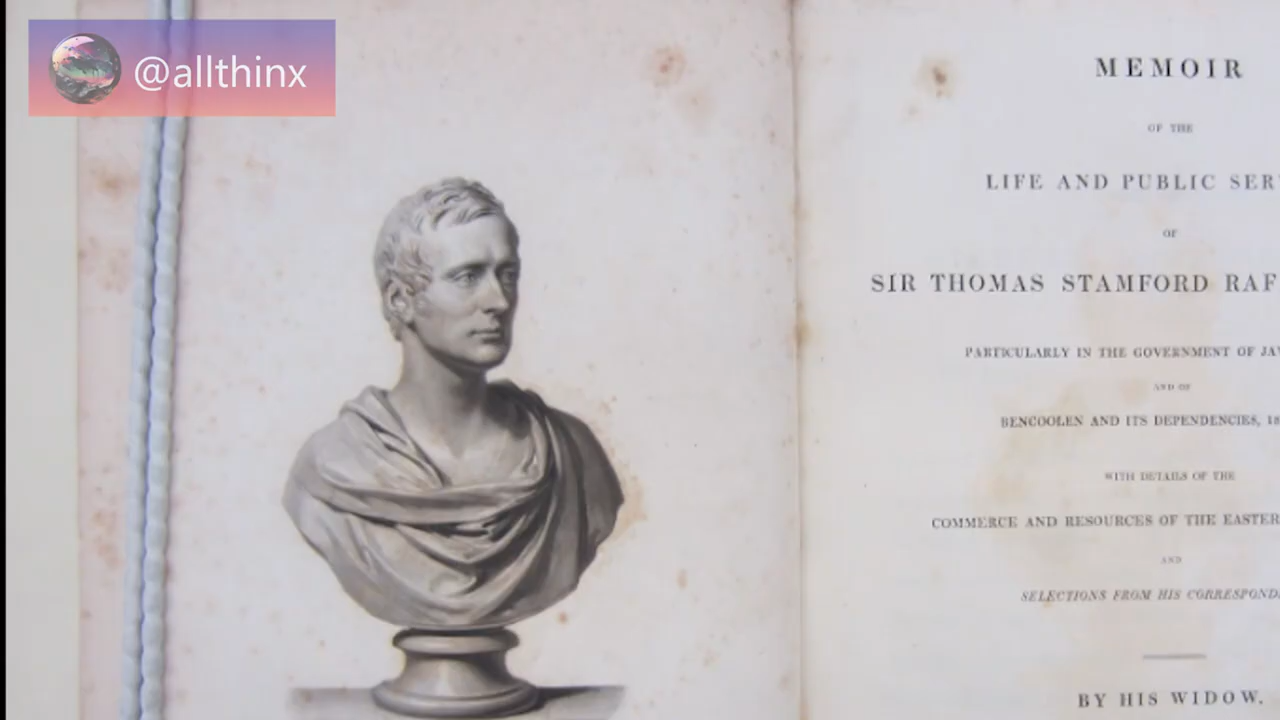 @allthinx
MEMOIR
OF THE
LIFE AND PUBLIC SER
OF
SIR THOMAS STAMFORD RAF
PARTICULARLY IN THE GOVERNMENT OF JA
AND OF
BENCOOLEN AND ITS DEPENDENCIES, 18
WITH DETAILS OF THE
COMMERCE AND RESOURCES OF THE EASTER
AND
SELECTIONS FROM HIS CORRESPOND
BY HIS WIDOW.